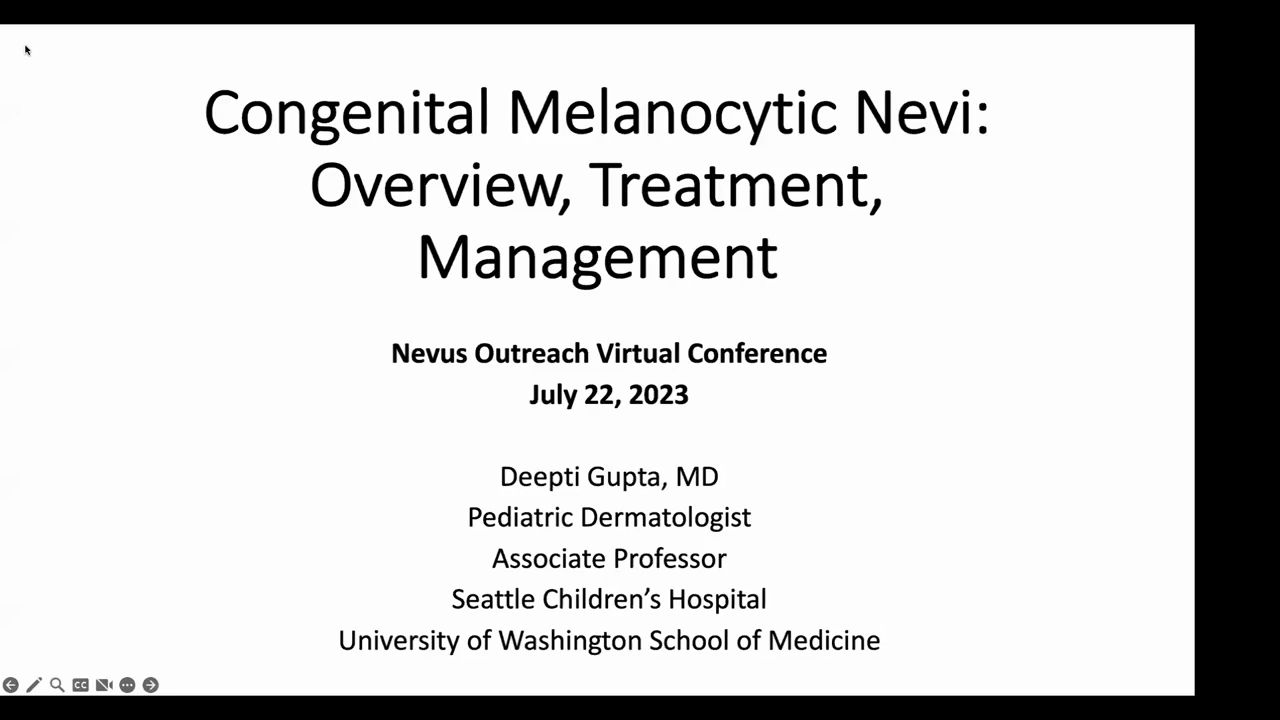 Congenital Melanocytic Nevi:
Overview, Treatment,
Management
Nevus Outreach Virtual Conference
July 22, 2023
Deepti Gupta, MD
Pediatric Dermatologist
Associate Professor
Seattle Children’s Hospital
University of Washington School of Medicine
CC